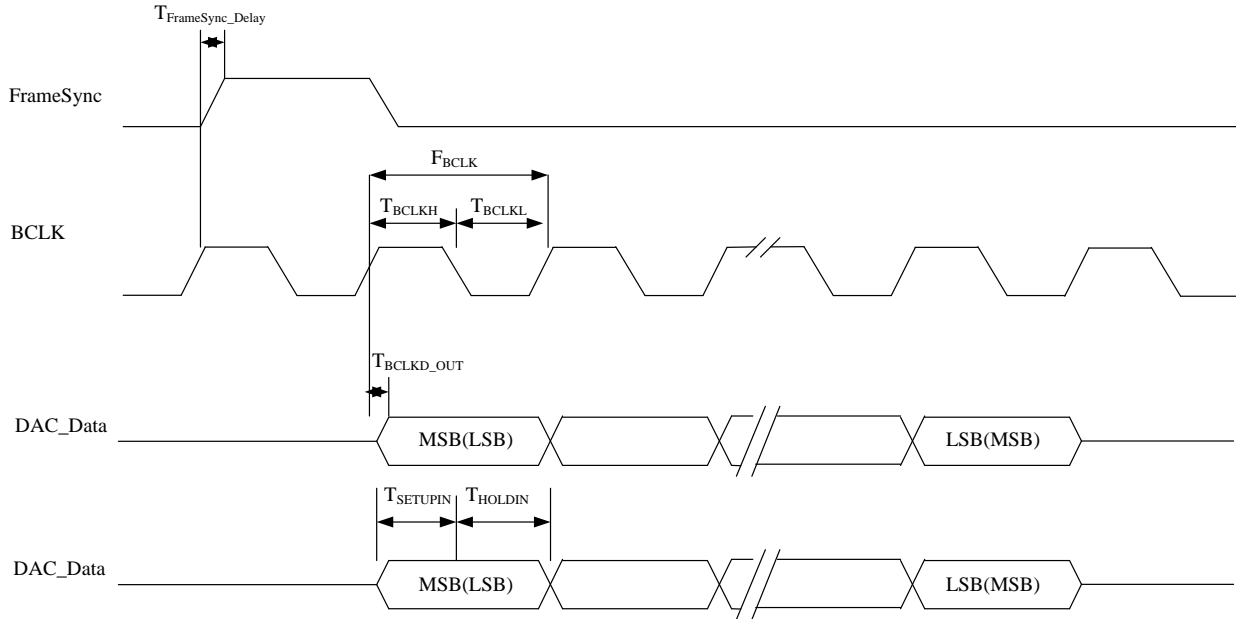 TFrameSync_Delay
FrameSync
FBCLK
TBCLKH TBCLKL
BCLK
TBCLKD_OUT
DAC_Data
MSB(LSB) LSB(MSB)
TSETUPIN THOLDIN
DAC_Data
MSB(LSB) LSB(MSB)